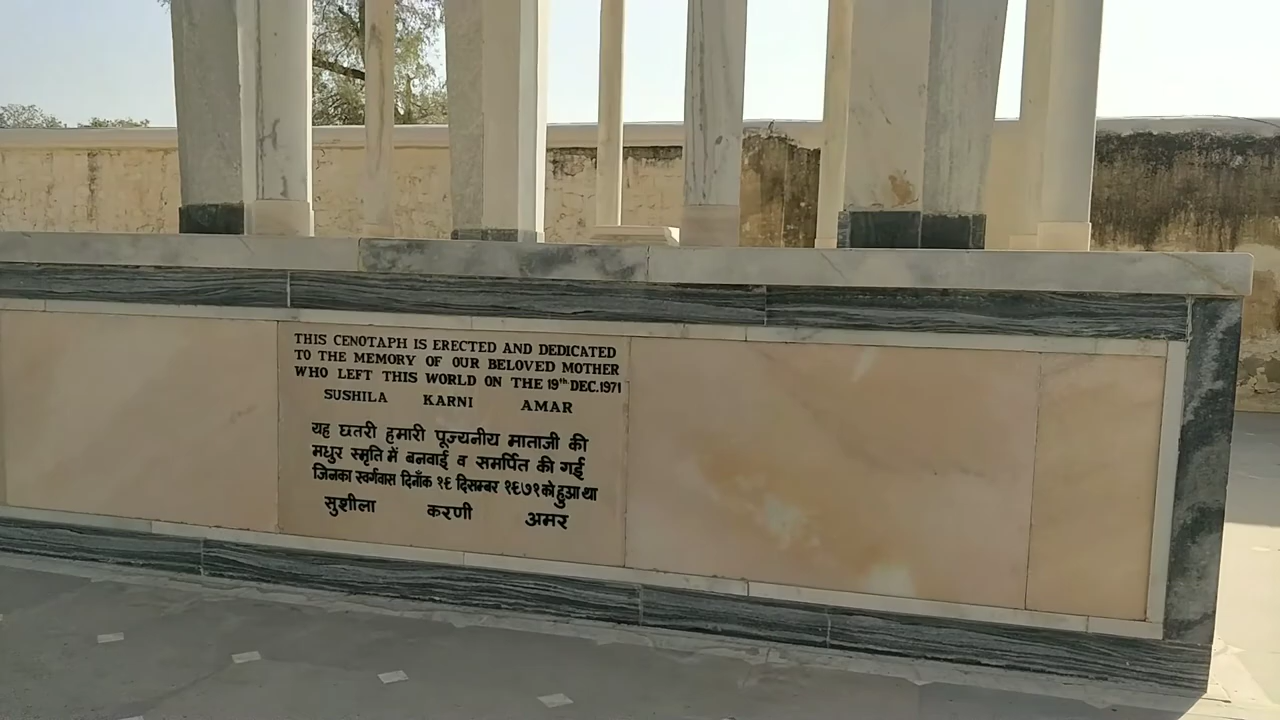 THIS CENOTAPH IS ERECTED AND DEDICATED
TO THE MEMORY OF OUR BELOVED MOTHER
WHO LEFT THIS WORLD ON THE 19th DEC.1971
SUSHILA KARNI AMAR
यह छतरी हमारी पूज्यनीय माताजी की
मधुर स्मृति में बनवाई व समर्पित की गई
जिनका स्वर्गवास दिनाँक १९ दिसम्बर १९७१ को हुआ था
सुशीला करणी अमर